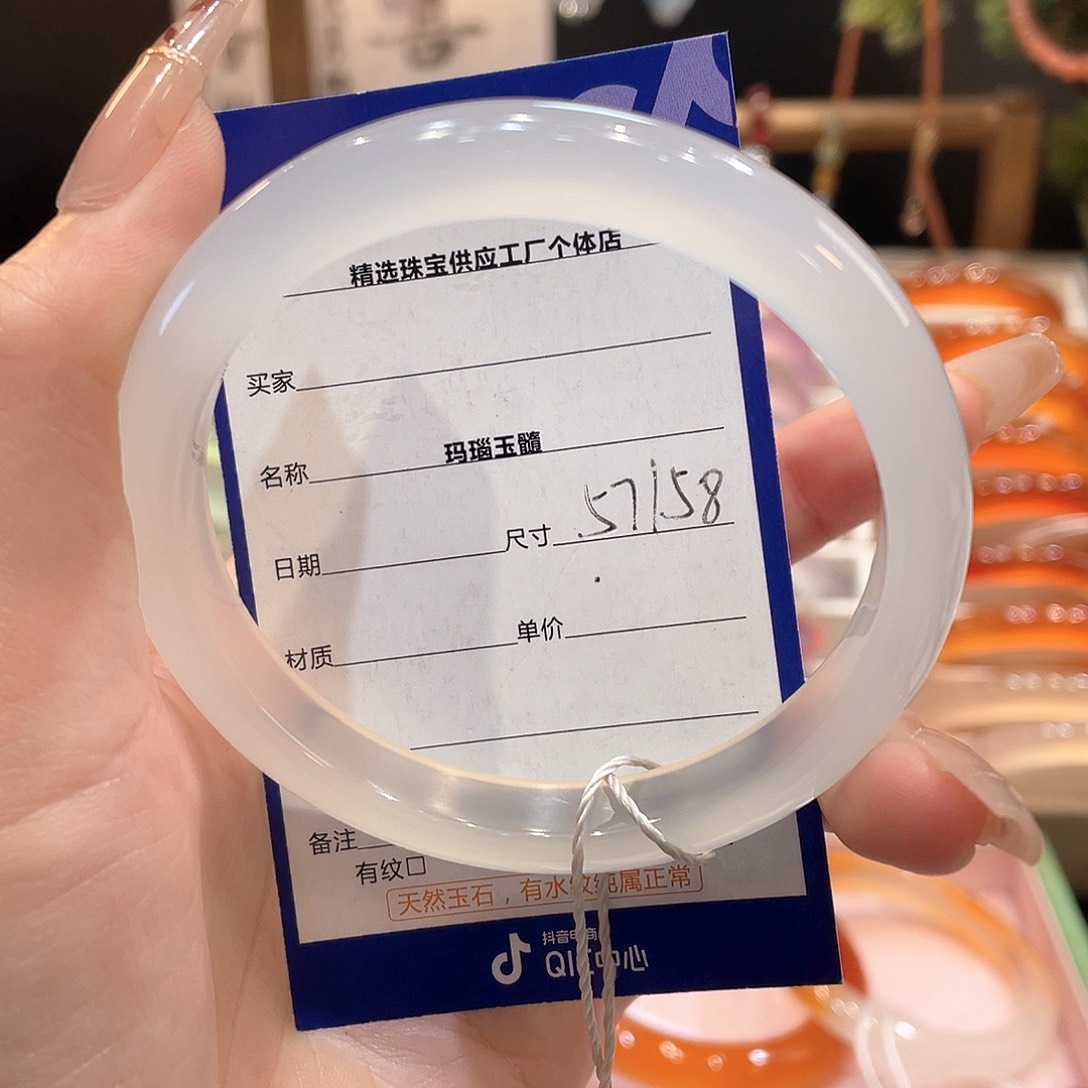 精选珠宝供应工厂个体店
买家
玛瑙玉髓
名称
57/58
日期 尺寸
材质 单价
备注
有纹口
天然玉石，有水纹纯属正常
抖音电商
QIC中心